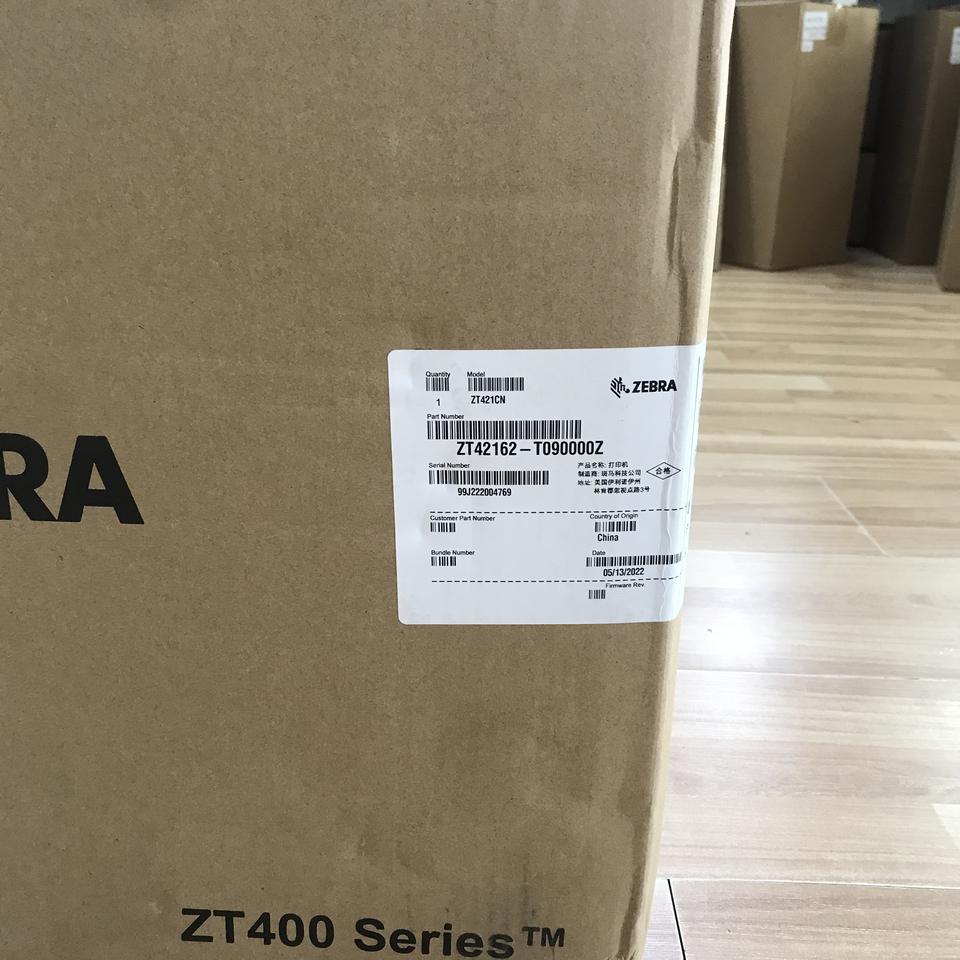 Quantity
Model
ZEBRA
1
ZT421CN
Part Number
ZT42162-T090000Z
Serial Number
99J222004769
产品名称: 打印机
制造商: 斑马科技公司
地址: 美国伊利诺伊州
林肯郡忽视点路3号
合格
Customer Part Number
Country of Origin
China
Bundle Number
Date
05/13/2022
Firmware Rev.
RA
ZT400 Series™